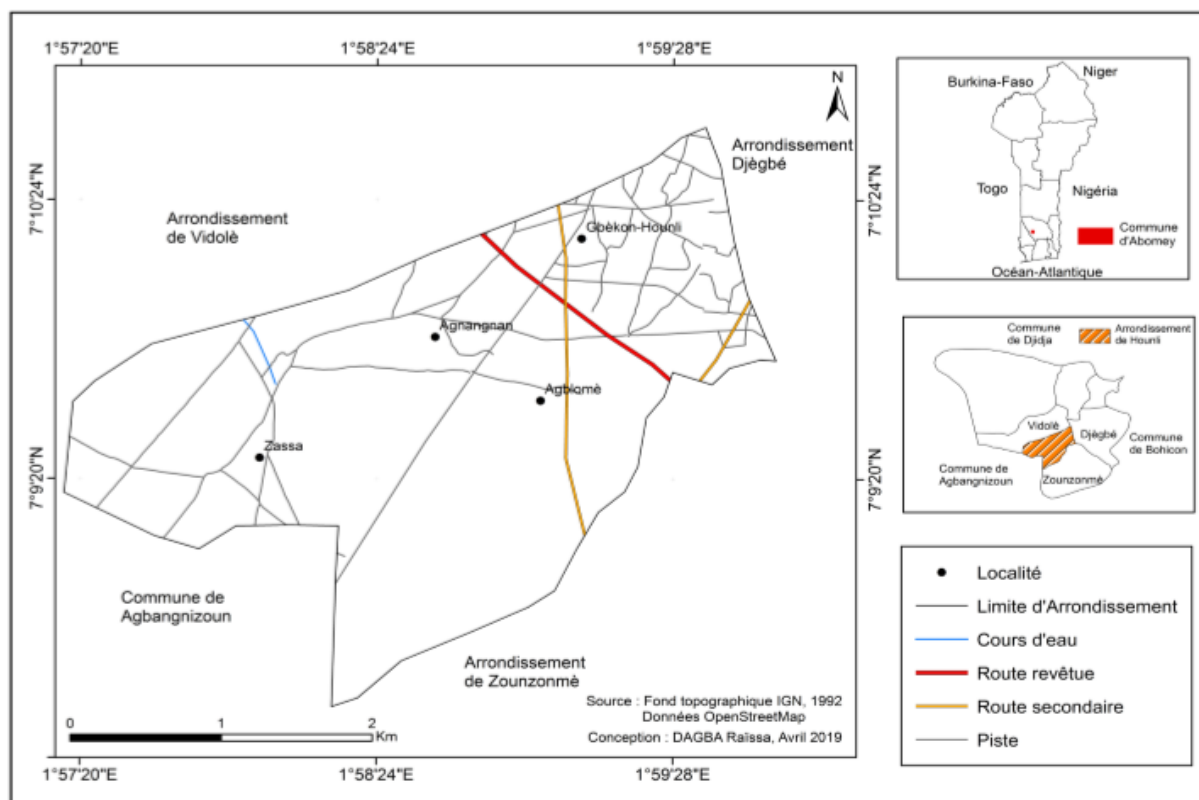 1°57'20"E
1°58'24"E
1°59'28"E
N
Arrondissement
Djègbé
7°10'24"N
7°10'24"N
Arrondissement
de Vidolè
Gbèkon-Hounli
Agnangnan
Agblomè
Zassa
7°9'20"N
7°9'20"N
Commune de
Agbangnizoun
Arrondissement
de Zounzonmè
Source : Fond topographique IGN, 1992
Données OpenStreetMap
Conception : DAGBA Raïssa, Avril 2019
0 1 2
Km
1°57'20"E
1°58'24"E
1°59'28"E
Niger
Burkina-Faso
Togo
Nigéria
Commune
d'Abomey
Océan-Atlantique
Commune
de Djidja
Arrondissement
de Hounli
Vidolè
Djègbé
Commune
de Bohicon
Commune de
Agbangnizoun
Zounzonmè
Localité
Limite d'Arrondissement
Cours d'eau
Route revêtue
Route secondaire
Piste